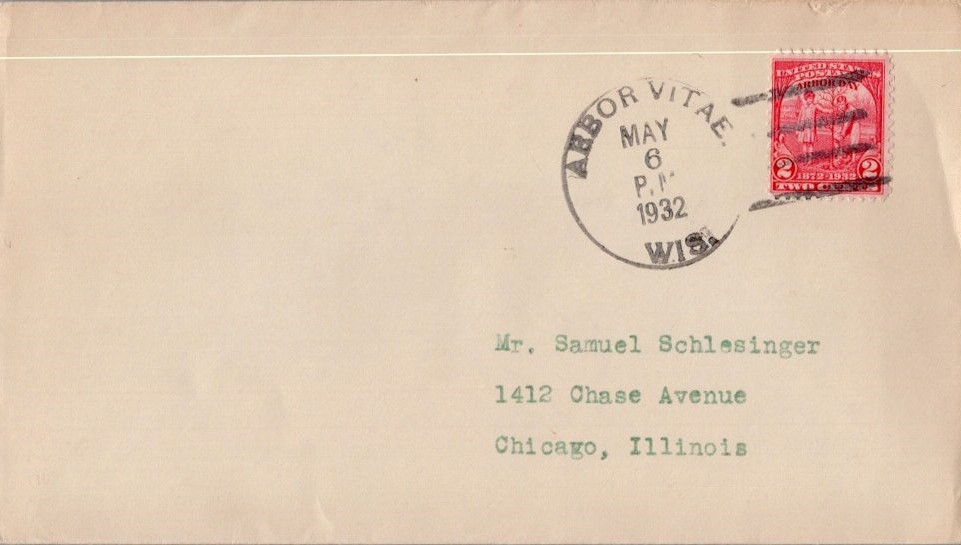 ARBOR VITAE.
MAY
6
P.M
1932
WIS.
UNITED STATES
POSTAGE
ARBOR DAY
2 2
1872-1932
TWO CENTS
Mr. Samuel Schlesinger
1412 Chase Avenue
Chicago, Illinois